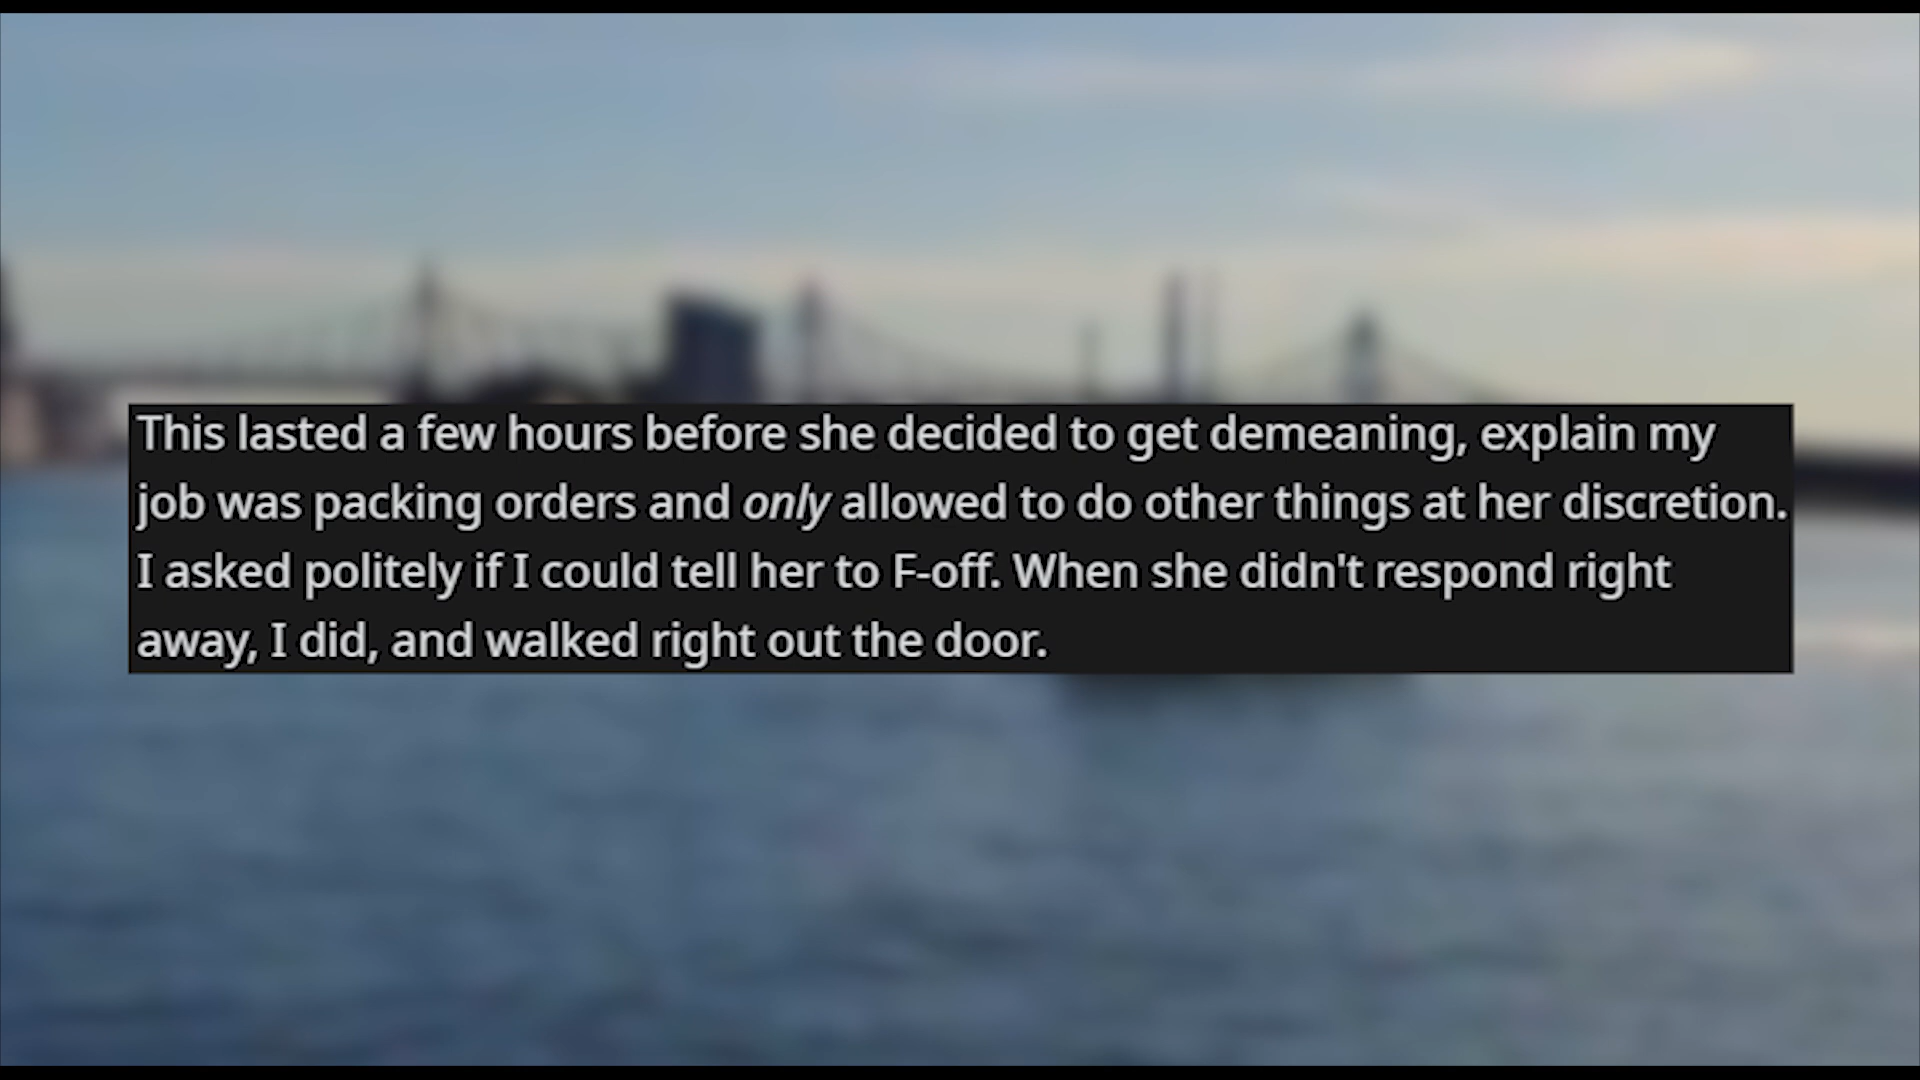 This lasted a few hours before she decided to get demeaning, explain my
job was packing orders and only allowed to do other things at her discretion.
I asked politely if I could tell her to F-off. When she didn't respond right
away, I did, and walked right out the door.